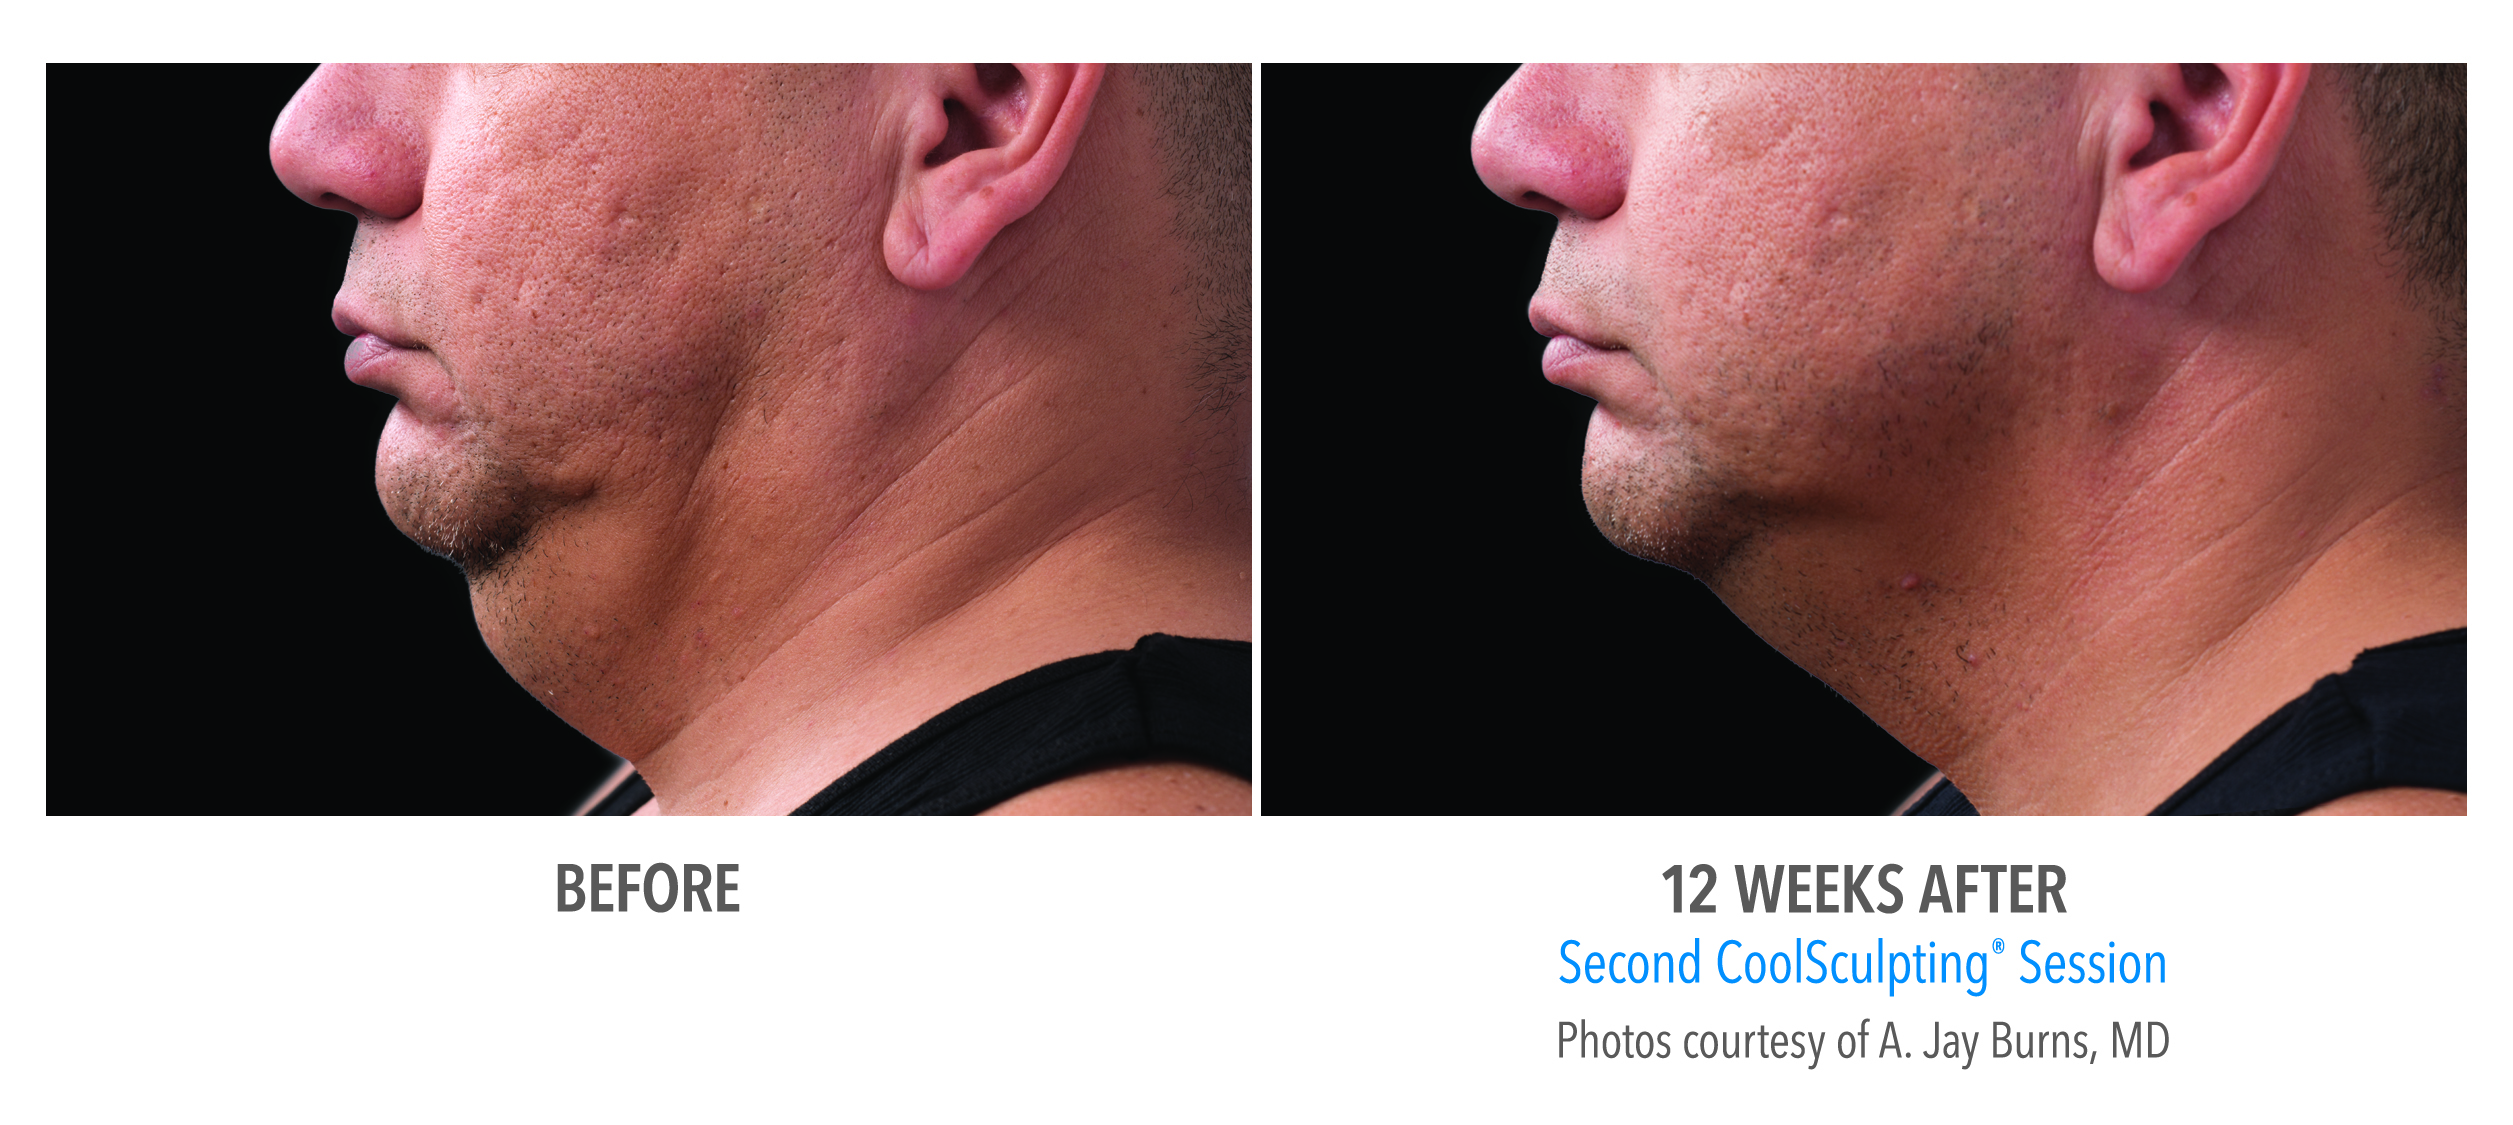 BEFORE
12 WEEKS AFTER
Second CoolSculpting® Session
Photos courtesy of A. Jay Burns, MD